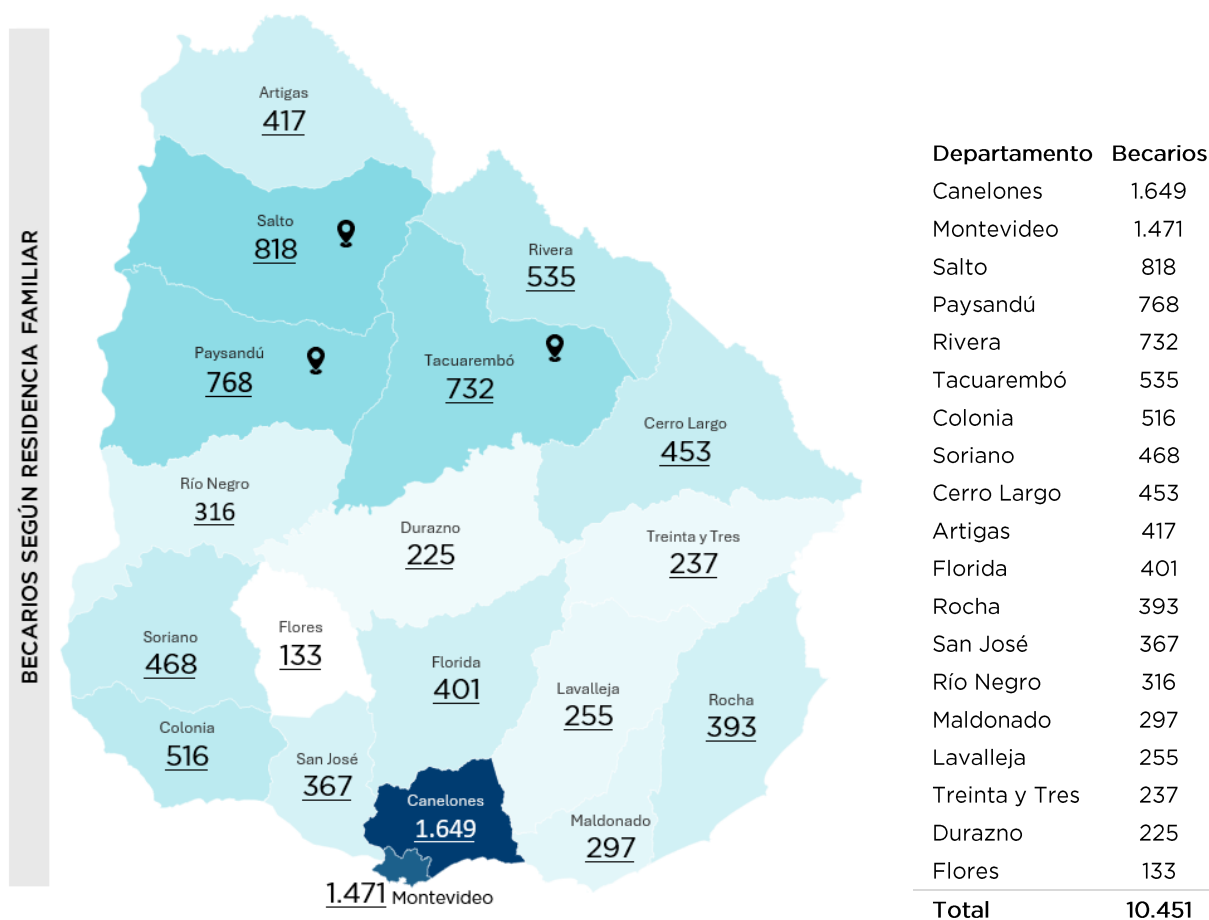 BECARIOS SEGÚN RESIDENCIA FAMILIAR
Artigas
417
Salto
818
Rivera
535
Paysandú
768
Tacuarembó
732
Cerro Largo
453
Río Negro
316
Durazno
225
Treinta y Tres
237
Soriano
468
Flores
133
Florida
401
Lavalleja
255
Rocha
393
Colonia
516
San José
367
Canelones
1.649
Maldonado
297
1.471 Montevideo
Departamento Becarios
Canelones 1.649
Montevideo 1.471
Salto 818
Paysandú 768
Rivera 732
Tacuarembó 535
Colonia 516
Soriano 468
Cerro Largo 453
Artigas 417
Florida 401
Rocha 393
San José 367
Río Negro 316
Maldonado 297
Lavalleja 255
Treinta y Tres 237
Durazno 225
Flores 133
Total 10.451